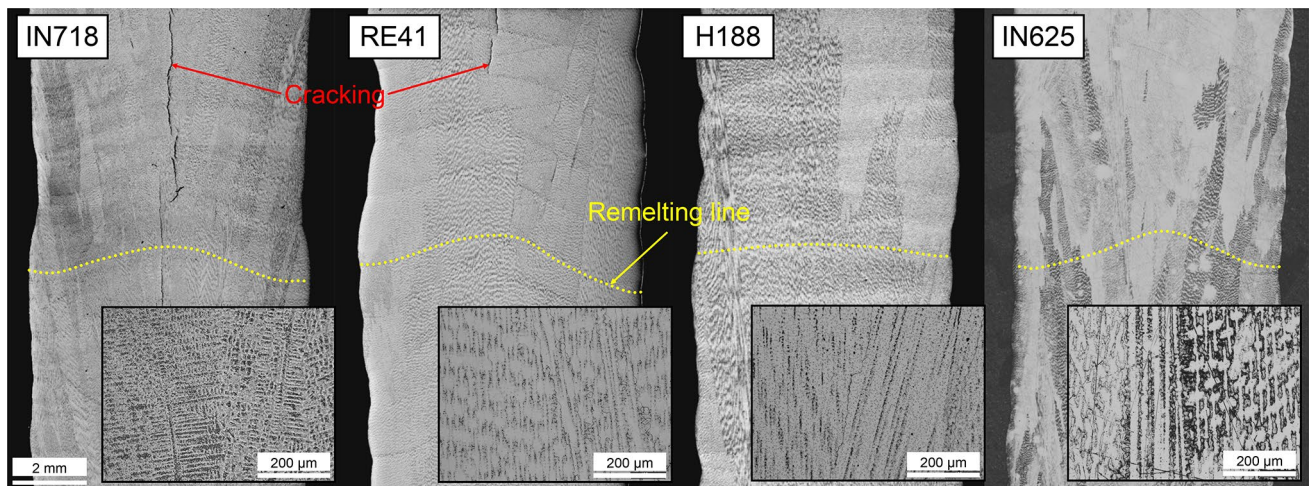 IN718
RE41
H188
IN625
Cracking
Remelting line
2 mm
200 µm
200 µm
200 µm
200 µm